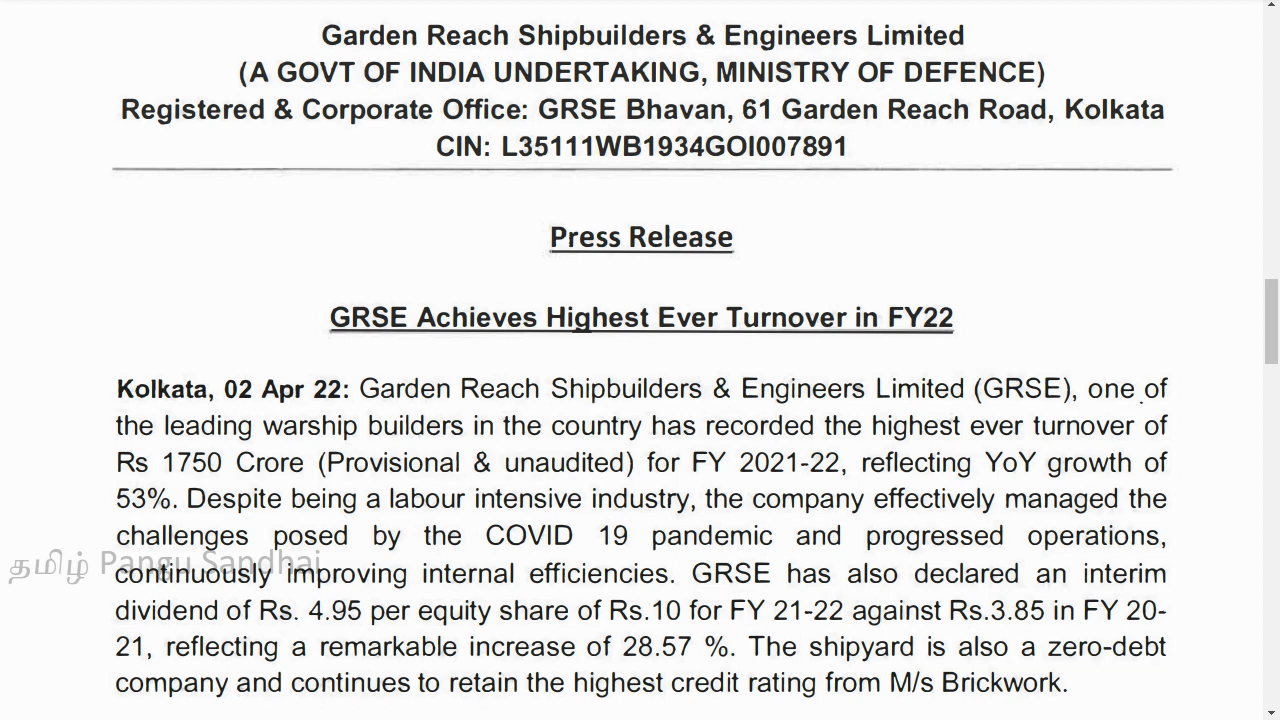 Garden Reach Shipbuilders & Engineers Limited
(A GOVT OF INDIA UNDERTAKING, MINISTRY OF DEFENCE)
Registered & Corporate Office: GRSE Bhavan, 61 Garden Reach Road, Kolkata
CIN: L35111WB1934GOI007891
Press Release
GRSE Achieves Highest Ever Turnover in FY22
Kolkata, 02 Apr 22: Garden Reach Shipbuilders & Engineers Limited (GRSE), one of
the leading warship builders in the country has recorded the highest ever turnover of
Rs 1750 Crore (Provisional & unaudited) for FY 2021-22, reflecting YoY growth of
53%. Despite being a labour intensive industry, the company effectively managed the
challenges posed by the COVID 19 pandemic and progressed operations,
தமிழ் Pangu Sandhai
continuously improving internal efficiencies. GRSE has also declared an interim
dividend of Rs. 4.95 per equity share of Rs.10 for FY 21-22 against Rs.3.85 in FY 20-
21, reflecting a remarkable increase of 28.57 %. The shipyard is also a zero-debt
company and continues to retain the highest credit rating from M/s Brickwork.